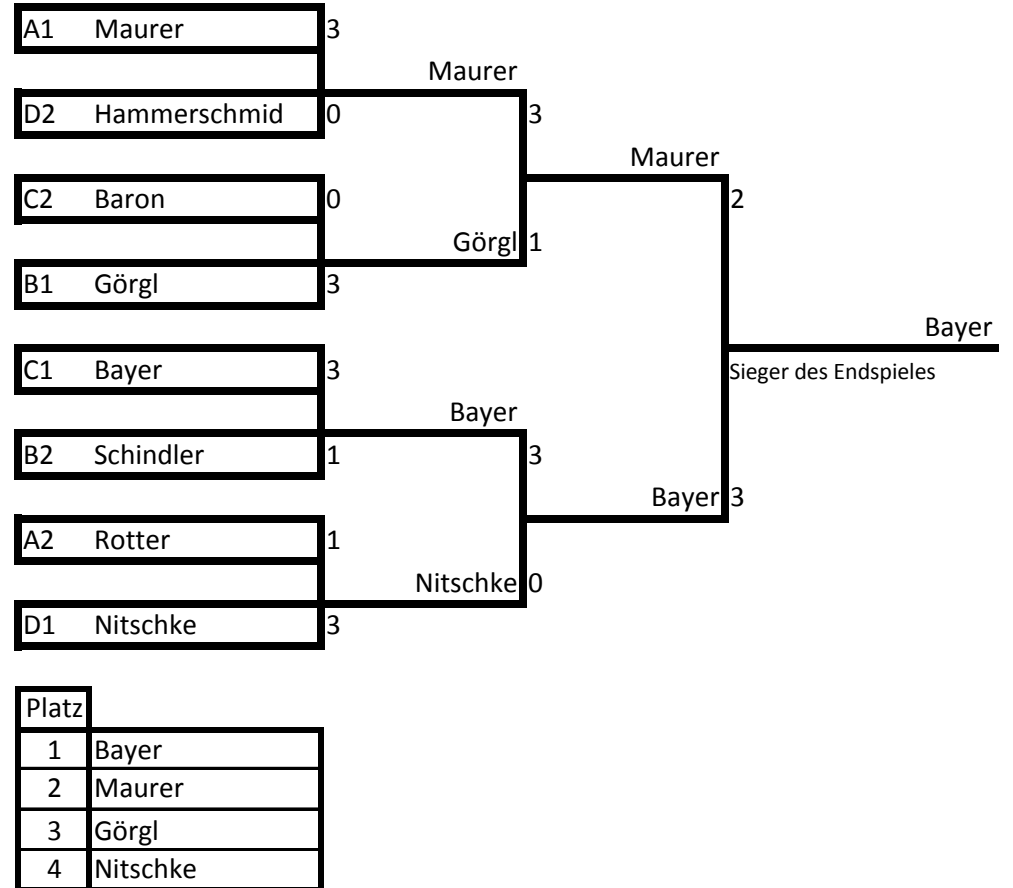 A1 Maurer 3
Maurer
D2 Hammerschmid 0 3
Maurer
C2 Baron 0 2
Görgl 1
B1 Görgl 3
Bayer
C1 Bayer 3 Sieger des Endspieles
Bayer
B2 Schindler 1 3
Bayer 3
A2 Rotter 1
Nitschke 0
D1 Nitschke 3
Platz
1 Bayer
2 Maurer
3 Görgl
4 Nitschke